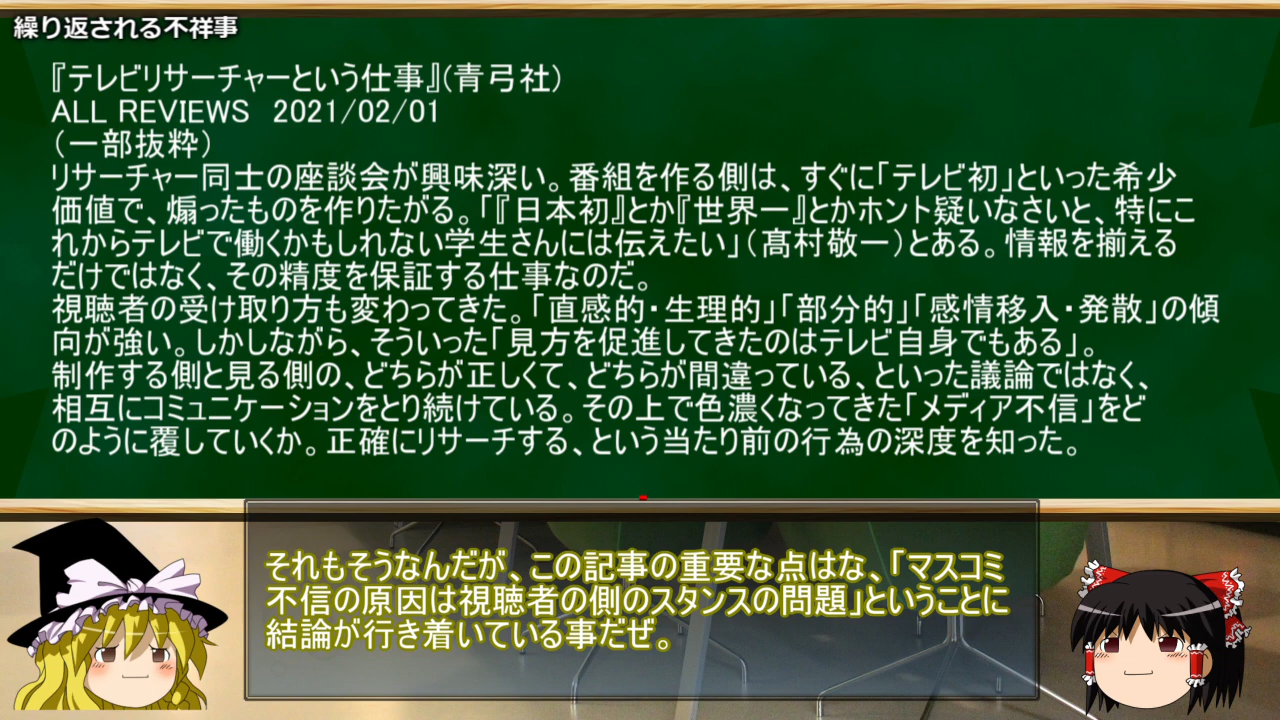 繰り返される不祥事
『テレビリサーチャーという仕事』(青弓社)
ALL REVIEWS 2021/02/01
(一部抜粋)
リサーチャー同士の座談会が興味深い。番組を作る側は、すぐに「テレビ初」といった希少
価値で、煽ったものを作りたがる。「『日本初』とか『世界一』とかホント疑いなさいと、特にこ
れからテレビで働くかもしれない学生さんには伝えたい」(髙村敬一)とある。情報を揃える
だけではなく、その精度を保証する仕事なのだ。
視聴者の受け取り方も変わってきた。「直感的・生理的」「部分的」「感情移入・発散」の傾
向が強い。しかしながら、そういった「見方を促進してきたのはテレビ自身でもある」。
制作する側と見る側の、どちらが正しくて、どちらが間違っている、といった議論ではなく、
相互にコミュニケーションをとり続けている。その上で色濃くなってきた「メディア不信」をど
のように覆していくか。正確にリサーチする、という当たり前の行為の深度を知った。
それもそうなんだが、この記事の重要な点はな、「マスコミ
不信の原因は視聴者の側のスタンスの問題」ということに
結論が行き着いている事だぜ。